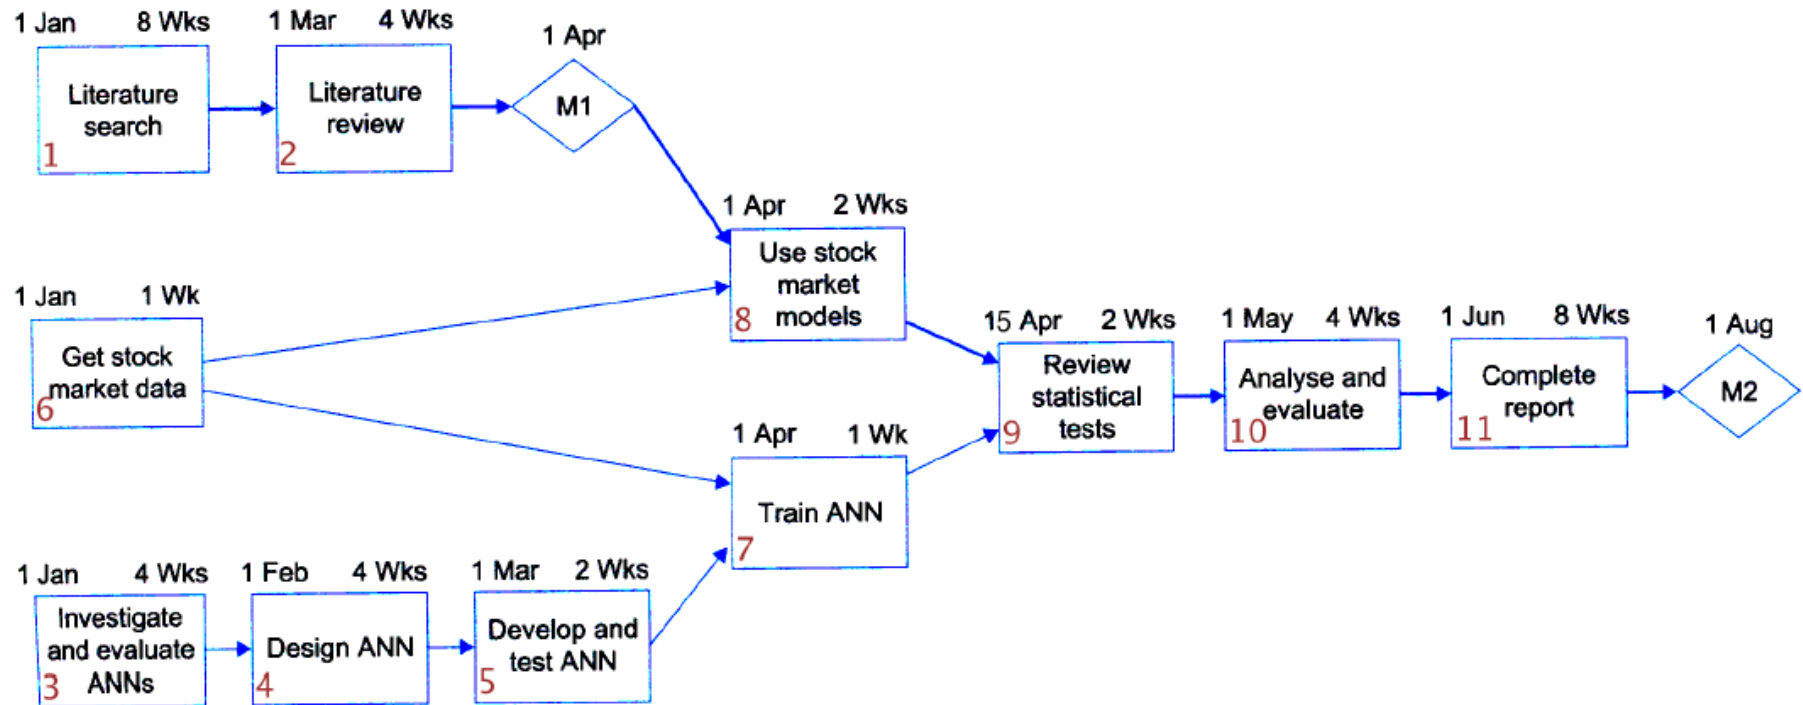 1 Jan 8 Wks
Literature
search
1
1 Mar 4 Wks
Literature
review
2
1 Apr
M1
1 Apr 2 Wks
Use stock
market
models
8
1 Jan 1 Wk
Get stock
market data
6
15 Apr 2 Wks
Review
statistical
tests
9
1 May 4 Wks
Analyse and
evaluate
10
1 Jun 8 Wks
Complete
report
11
1 Aug
M2
1 Apr 1 Wk
Train ANN
7
1 Jan 4 Wks
Investigate
and evaluate
ANNs
3
1 Feb 4 Wks
Design ANN
4
1 Mar 2 Wks
Develop and
test ANN
5